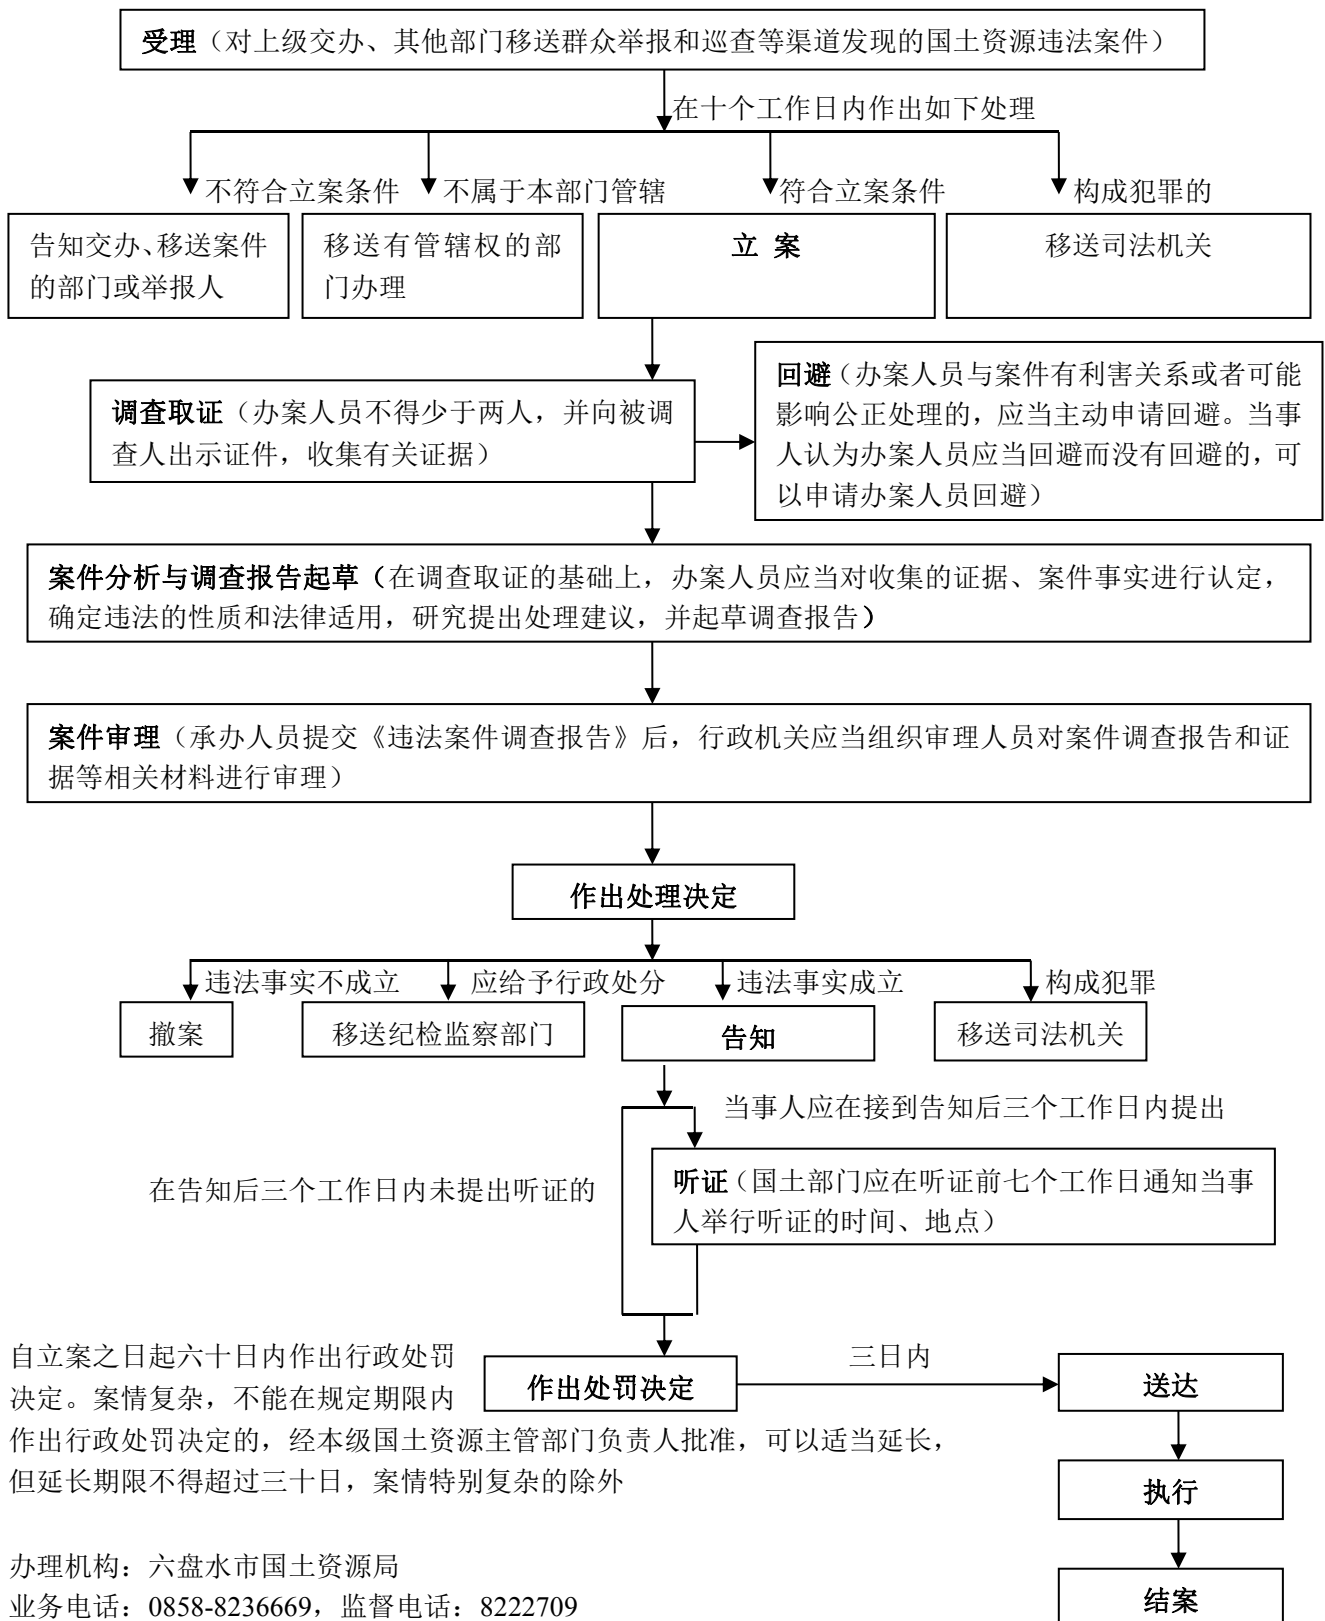 受理（对上级交办、其他部门移送群众举报和巡查等渠道发现的国土资源违法案件）
在十个工作日内作出如下处理
不符合立案条件
不属于本部门管辖
符合立案条件
构成犯罪的
告知交办、移送案件
的部门或举报人
移送有管辖权的部
门办理
立 案
移送司法机关
调查取证（办案人员不得少于两人，并向被调
查人出示证件，收集有关证据）
回避（办案人员与案件有利害关系或者可能
影响公正处理的，应当主动申请回避。当事
人认为办案人员应当回避而没有回避的，可
以申请办案人员回避）
案件分析与调查报告起草（在调查取证的基础上，办案人员应当对收集的证据、案件事实进行认定，
确定违法的性质和法律适用，研究提出处理建议，并起草调查报告）
案件审理（承办人员提交《违法案件调查报告》后，行政机关应当组织审理人员对案件调查报告和证
据等相关材料进行审理）
作出处理决定
违法事实不成立
应给予行政处分
违法事实成立
构成犯罪
撤案
移送纪检监察部门
告知
移送司法机关
当事人应在接到告知后三个工作日内提出
在告知后三个工作日内未提出听证的
听证（国土部门应在听证前七个工作日通知当事
人举行听证的时间、地点）
作出处罚决定
三日内
送达
执行
结案
自立案之日起六十日内作出行政处罚
决定。案情复杂，不能在规定期限内
作出行政处罚决定的，经本级国土资源主管部门负责人批准，可以适当延长，
但延长期限不得超过三十日，案情特别复杂的除外
办理机构：六盘水市国土资源局
业务电话：0858-8236669，监督电话：8222709